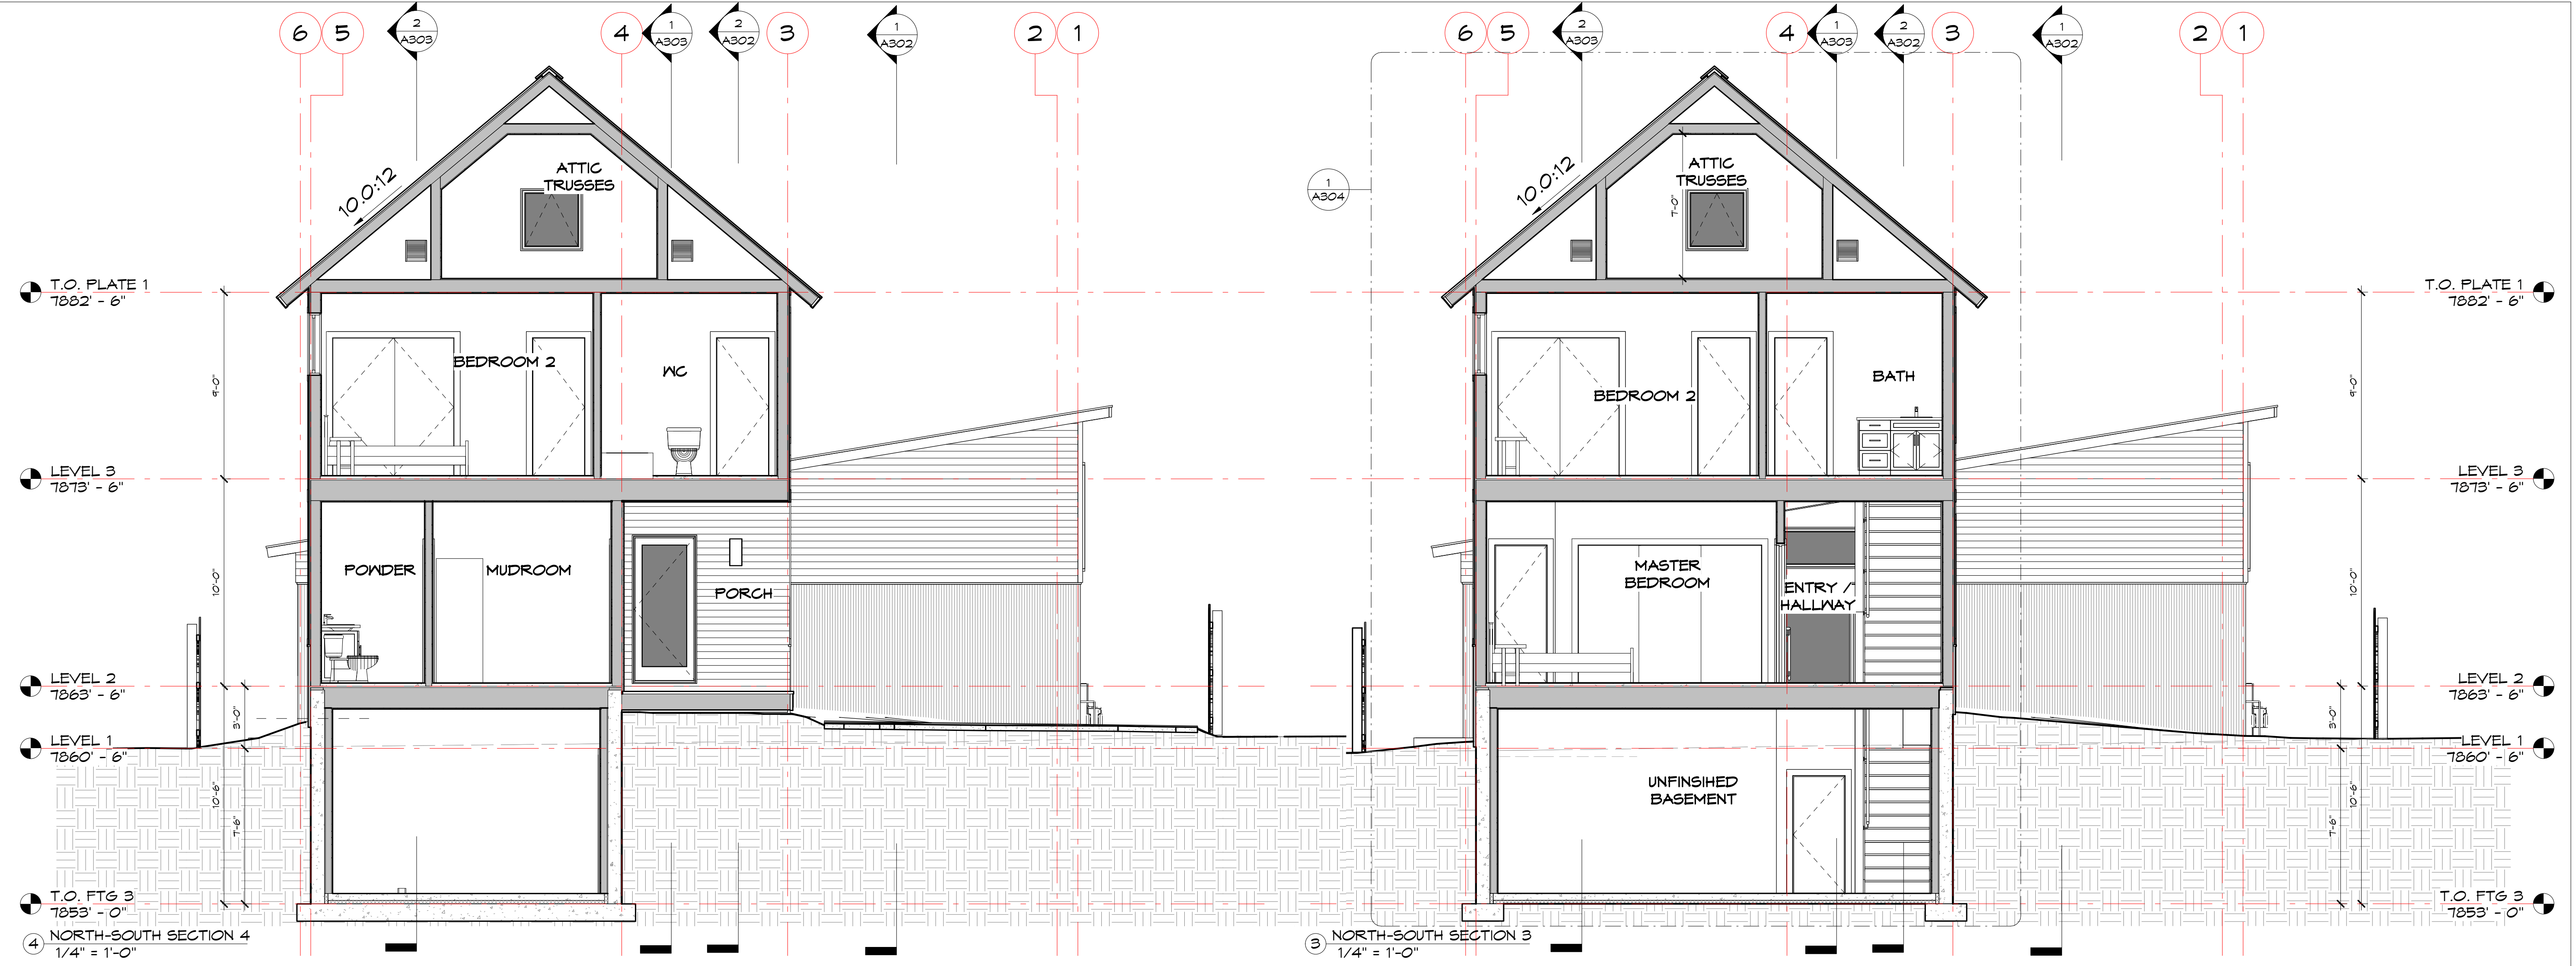 6
5
2
A303
4
1
A303
2
A302
3
1
A302
2
1
6
5
2
A303
4
1
A303
2
A302
3
1
A302
2
1
10.0:12
ATTIC
TRUSSES
T.O. PLATE 1
7882' - 6"
9'-0"
BEDROOM 2
WC
LEVEL 3
7873' - 6"
10'-0"
POWDER
MUDROOM
PORCH
LEVEL 2
7863' - 6"
3'-0"
LEVEL 1
7860' - 6"
10'-6"
7'-6"
T.O. FTG 3
7853' - 0"
4
NORTH-SOUTH SECTION 4
1/4" = 1'-0"
1
A304
10.0:12
ATTIC
TRUSSES
7'-0"
T.O. PLATE 1
7882' - 6"
9'-0"
BEDROOM 2
BATH
LEVEL 3
7873' - 6"
10'-0"
MASTER
BEDROOM
ENTRY /
HALLWAY
LEVEL 2
7863' - 6"
3'-0"
LEVEL 1
7860' - 6"
UNFINSIHED
BASEMENT
10'-6"
7'-6"
T.O. FTG 3
7853' - 0"
3
NORTH-SOUTH SECTION 3
1/4" = 1'-0"